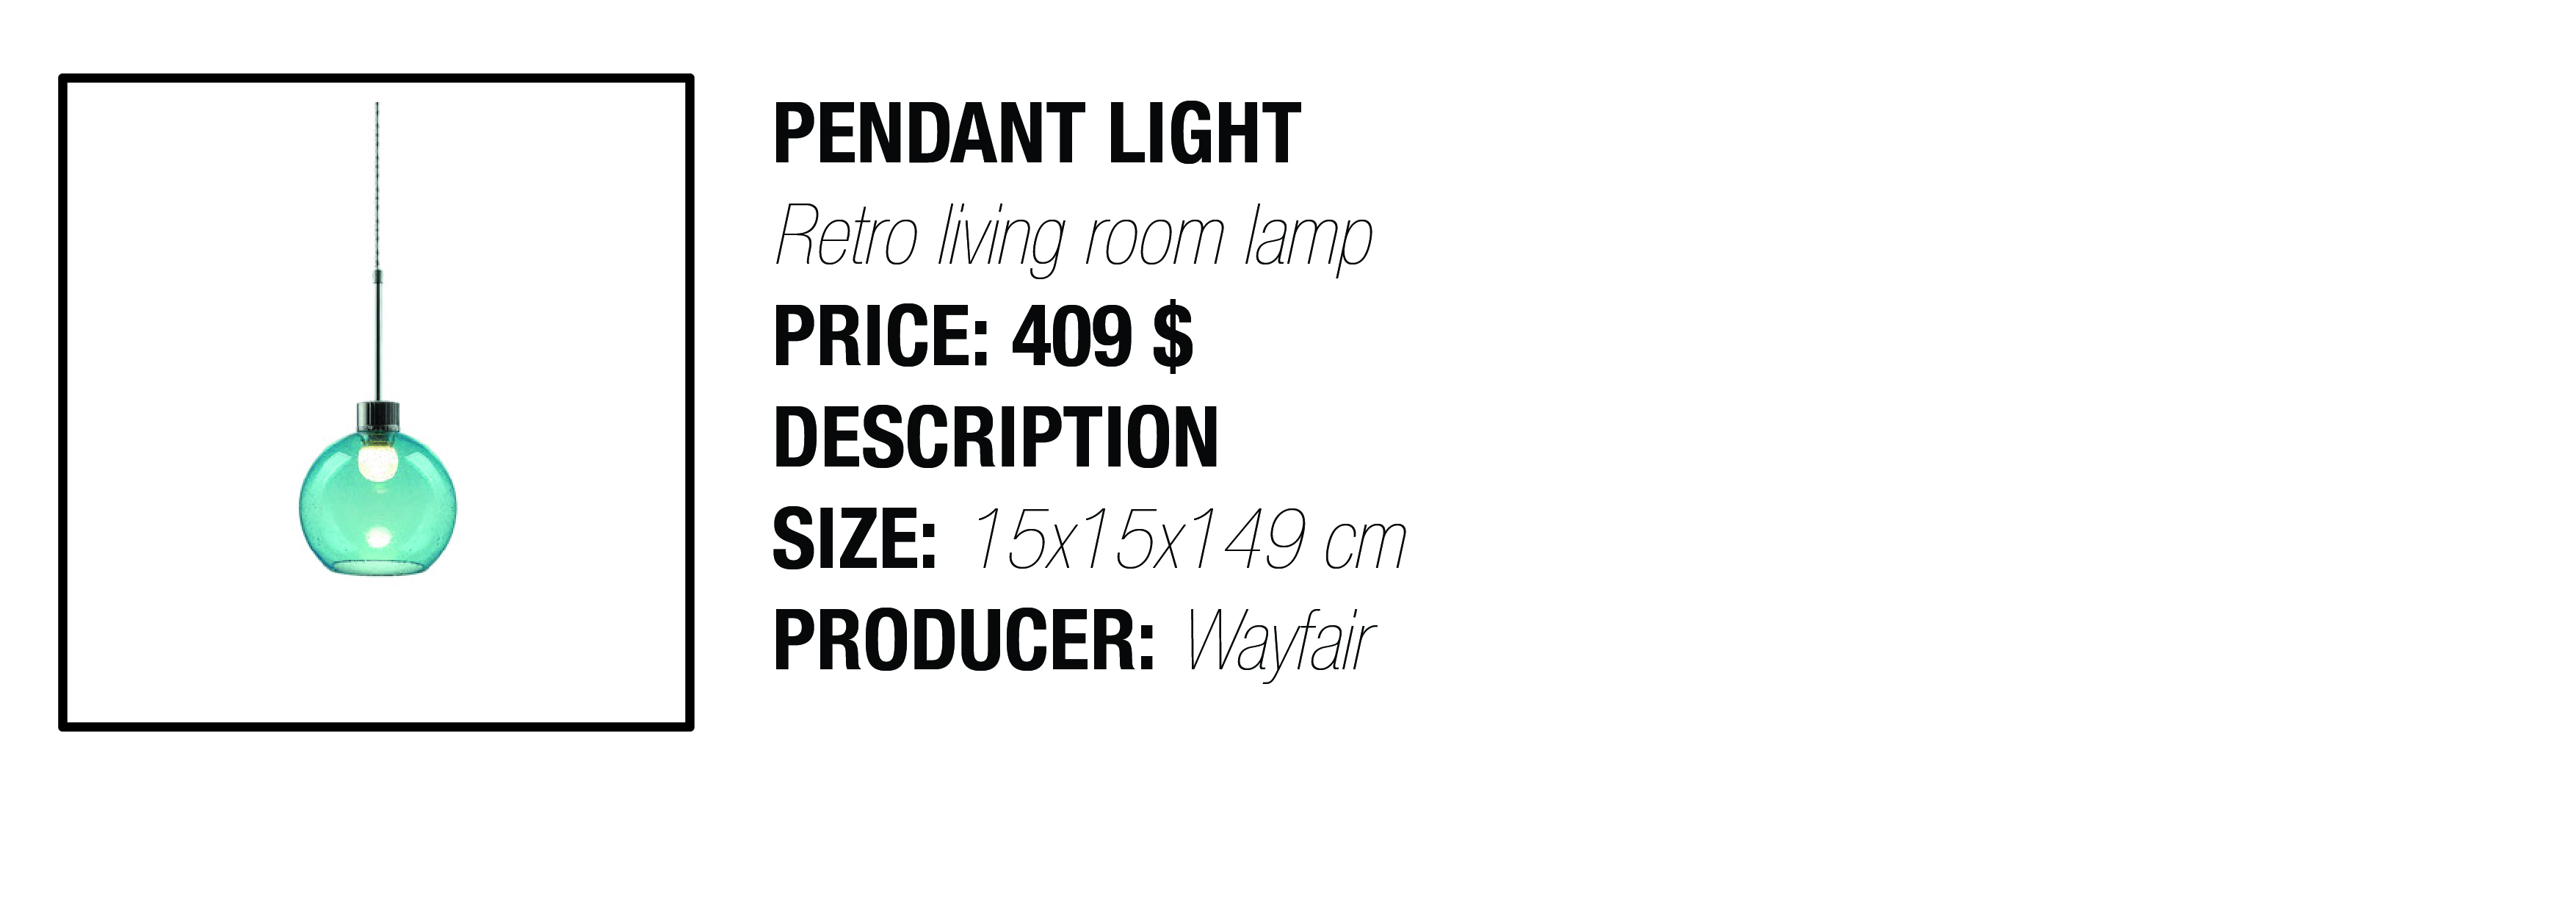 PENDANT LIGHT
Retro living room lamp
PRICE: 409 $
DESCRIPTION
SIZE: 15x15x149 cm
PRODUCER: Wayfair